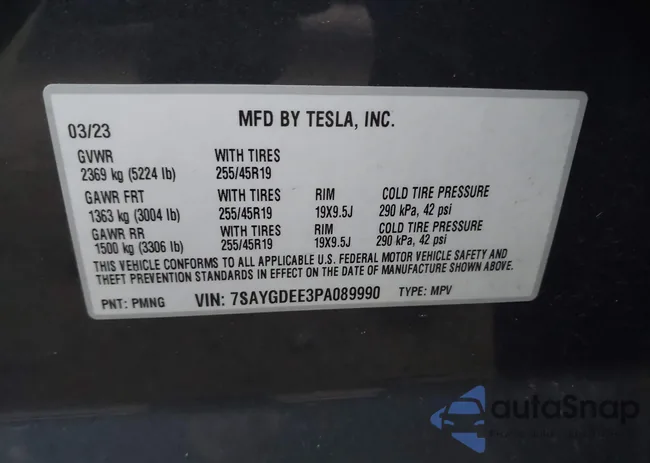 03/23 MFD BY TESLA, INC.
GVWR WITH TIRES
2369 kg (5224 lb) 255/45R19
GAWR FRT WITH TIRES RIM COLD TIRE PRESSURE
1363 kg (3004 lb) 255/45R19 19X9.5J 290 kPa, 42 psi
GAWR RR WITH TIRES RIM COLD TIRE PRESSURE
1500 kg (3306 lb) 255/45R19 19X9.5J 290 kPa, 42 psi
THIS VEHICLE CONFORMS TO ALL APPLICABLE U.S. FEDERAL MOTOR VEHICLE SAFETY AND
THEFT PREVENTION STANDARDS IN EFFECT ON THE DATE OF MANUFACTURE SHOWN ABOVE.
PNT: PMNG VIN: 7SAYGDEE3PA089990 TYPE: MPV
autoSnap